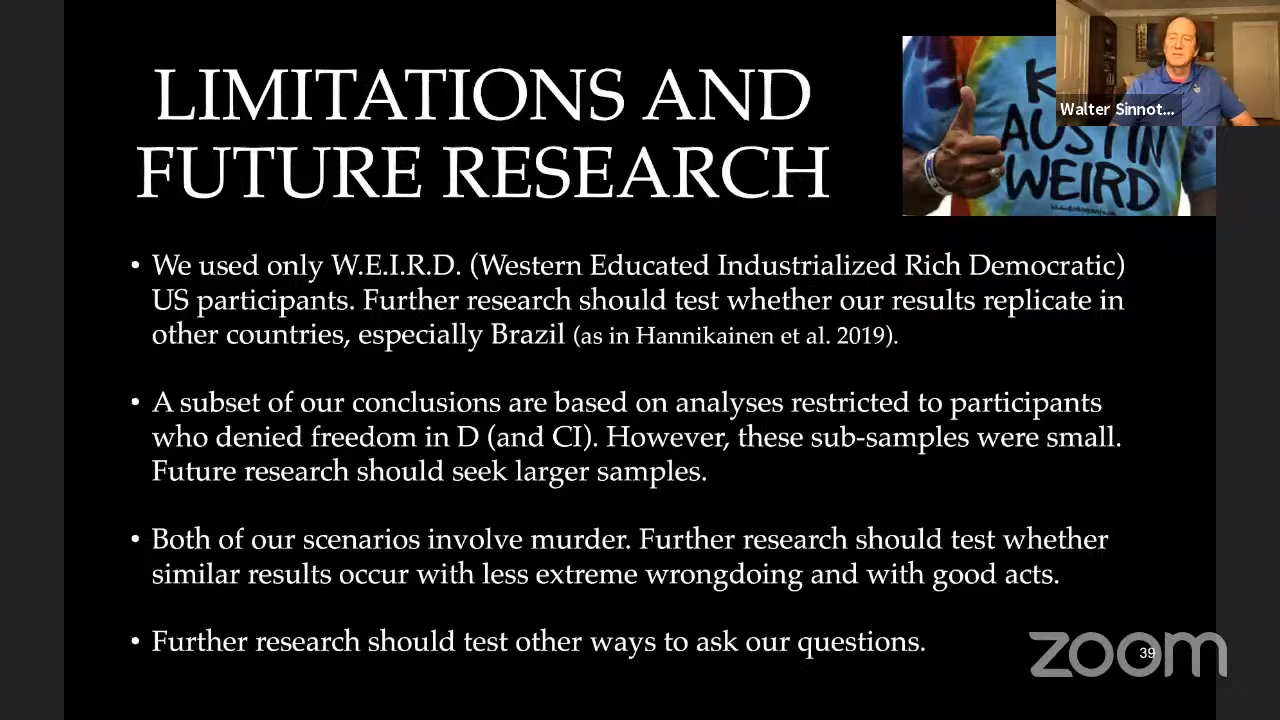 LIMITATIONS AND
FUTURE RESEARCH
K
AUSTIN
WEIRD
Walter Sinnot...
• We used only W.E.I.R.D. (Western Educated Industrialized Rich Democratic)
US participants. Further research should test whether our results replicate in
other countries, especially Brazil (as in Hannikainen et al. 2019).
• A subset of our conclusions are based on analyses restricted to participants
who denied freedom in D (and CI). However, these sub-samples were small.
Future research should seek larger samples.
• Both of our scenarios involve murder. Further research should test whether
similar results occur with less extreme wrongdoing and with good acts.
• Further research should test other ways to ask our questions.
zoom
39